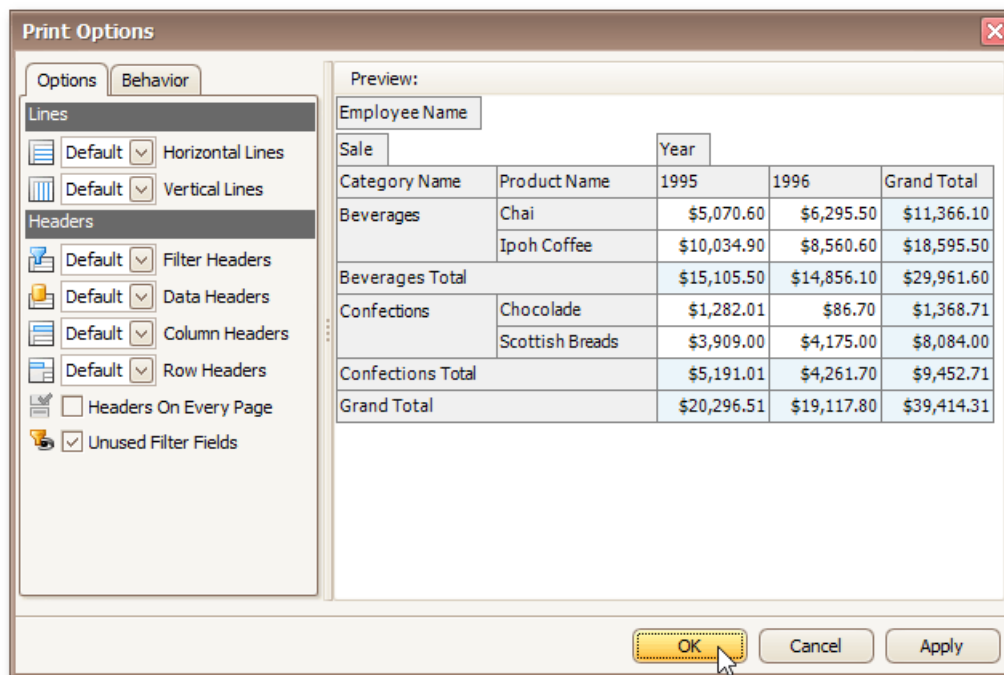 Print Options
Options Behavior
Lines
Default Horizontal Lines
Default Vertical Lines
Headers
Default Filter Headers
Default Data Headers
Default Column Headers
Default Row Headers
Headers On Every Page
Unused Filter Fields
Preview:
Employee Name
Sale Year
Category Name Product Name 1995 1996 Grand Total
Beverages Chai $5,070.60 $6,295.50 $11,366.10
Ipoh Coffee $10,034.90 $8,560.60 $18,595.50
Beverages Total $15,105.50 $14,856.10 $29,961.60
Confections Chocolade $1,282.01 $86.70 $1,368.71
Scottish Breads $3,909.00 $4,175.00 $8,084.00
Confections Total $5,191.01 $4,261.70 $9,452.71
Grand Total $20,296.51 $19,117.80 $39,414.31
OK Cancel Apply